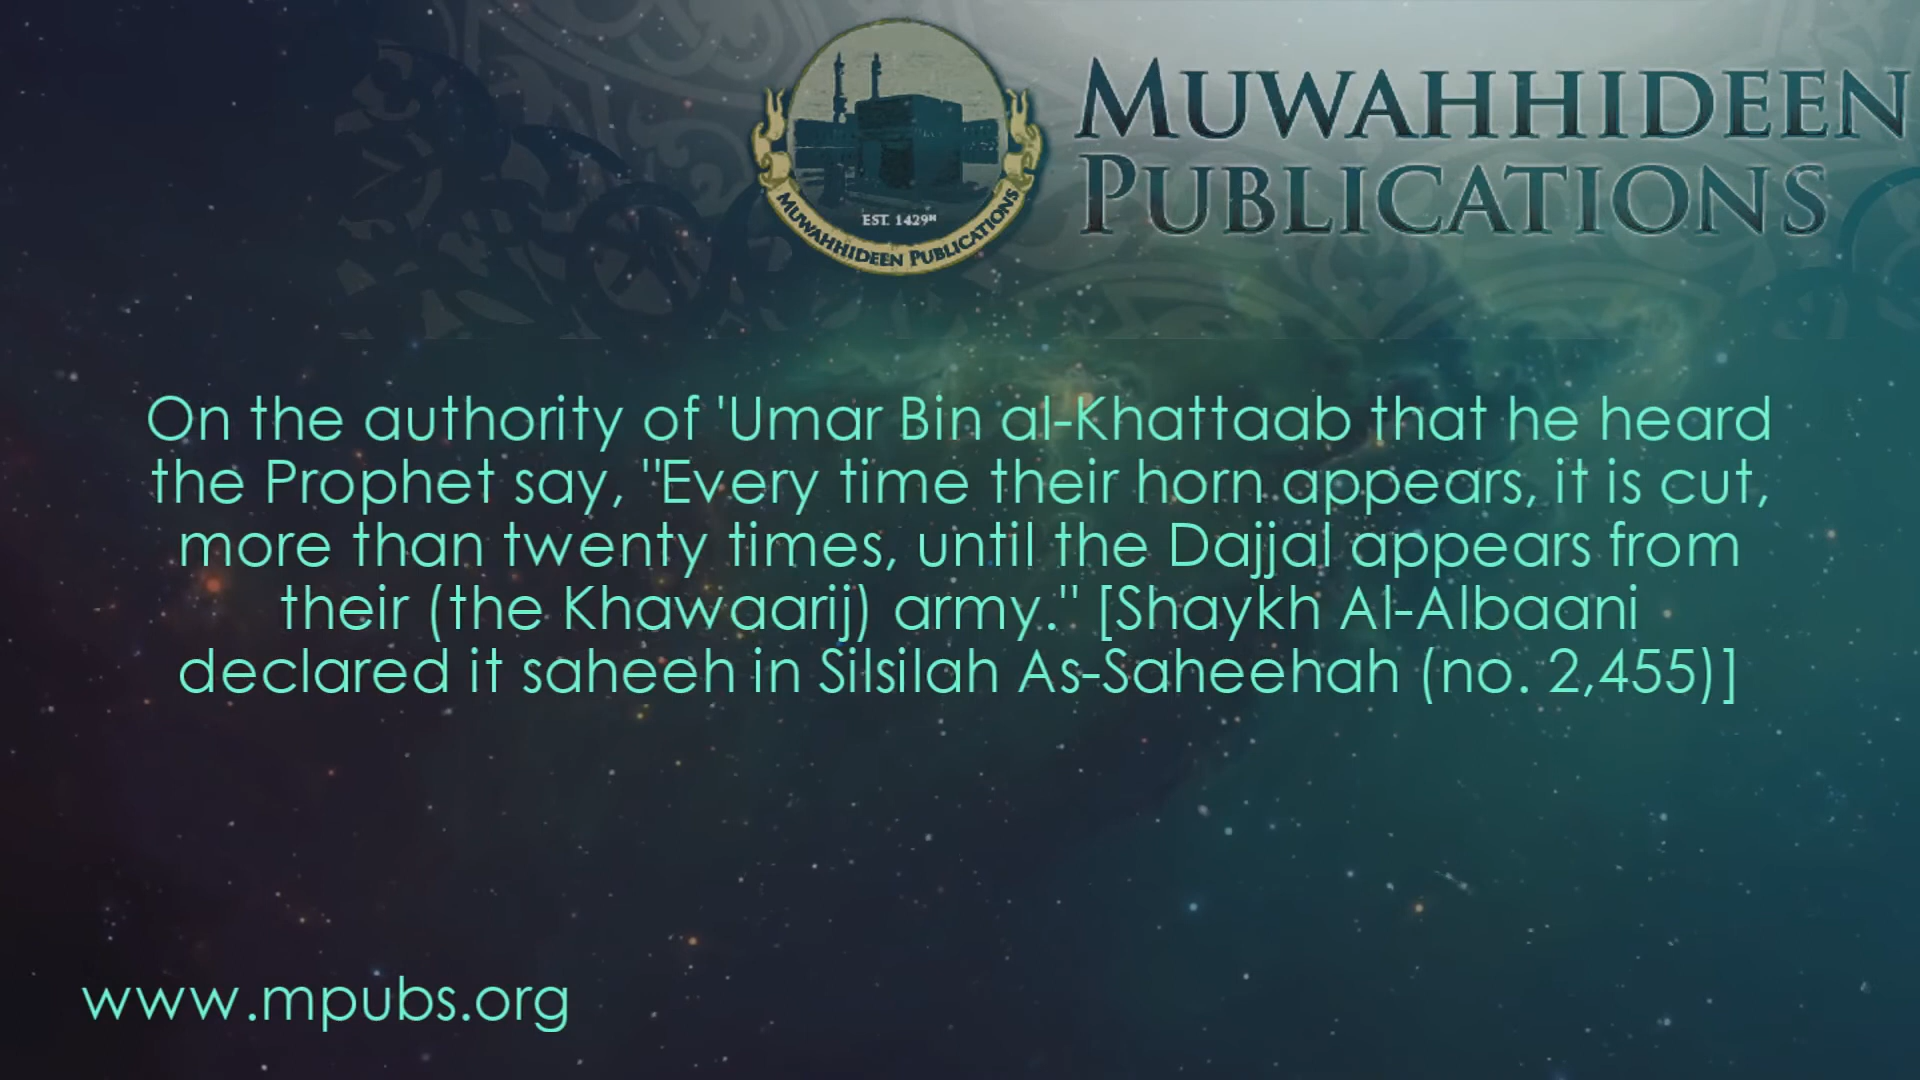 MUWAHHIDEEN
PUBLICATIONS
EST. 1429H
MUWAHHIDEEN PUBLICATIONS
On the authority of 'Umar Bin al-Khattaab that he heard
the Prophet say, "Every time their horn appears, it is cut,
more than twenty times, until the Dajjal appears from
their (the Khawaarij) army." [Shaykh Al-Albaani
declared it saheeh in Silsilah As-Saheehah (no. 2,455)]
www.mpubs.org